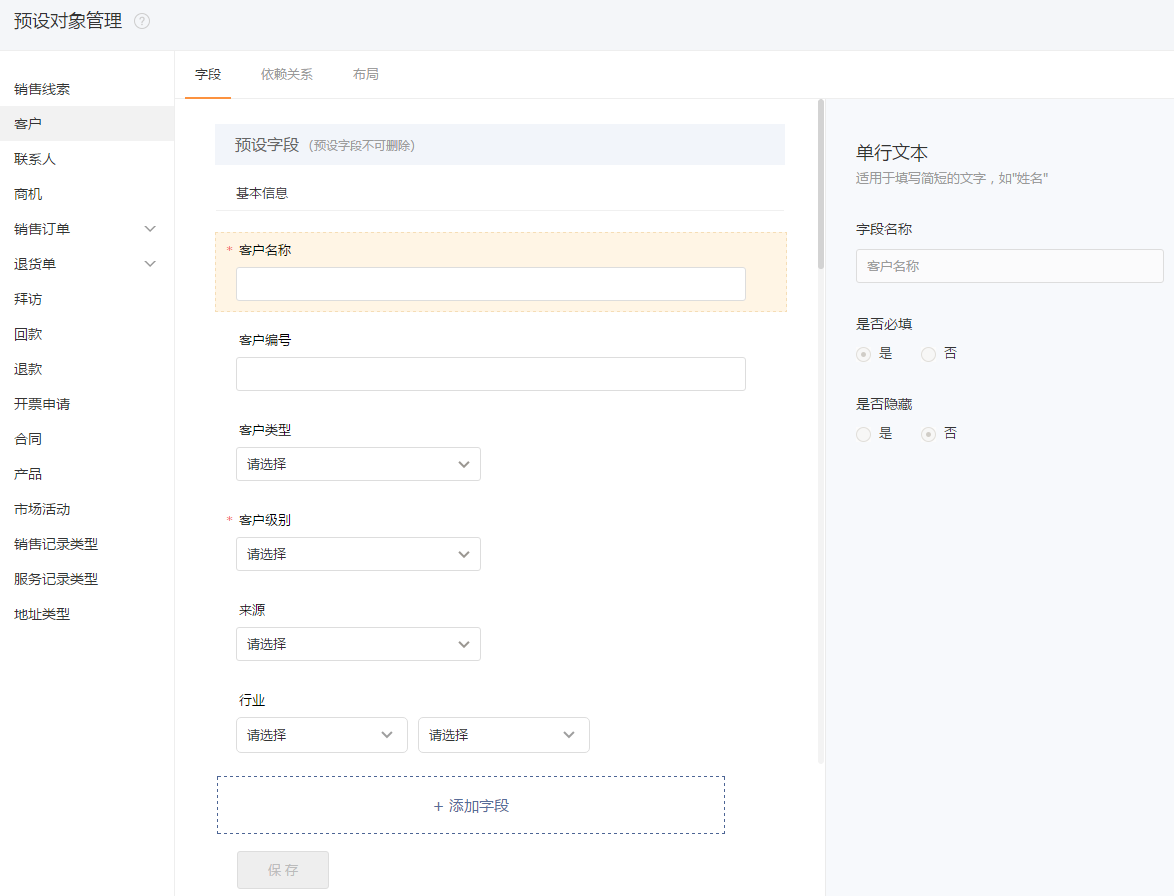 预设对象管理 ?
销售线索
客户
联系人
商机
销售订单
退货单
拜访
回款
退款
开票申请
合同
产品
市场活动
销售记录类型
服务记录类型
地址类型
字段 依赖关系 布局
预设字段 (预设字段不可删除)
基本信息
* 客户名称
客户编号
客户类型
请选择
* 客户级别
请选择
来源
请选择
行业
请选择 请选择
+ 添加字段
保存
单行文本
适用于填写简短的文字，如"姓名"
字段名称
客户名称
是否必填
是 否
是否隐藏
是 否